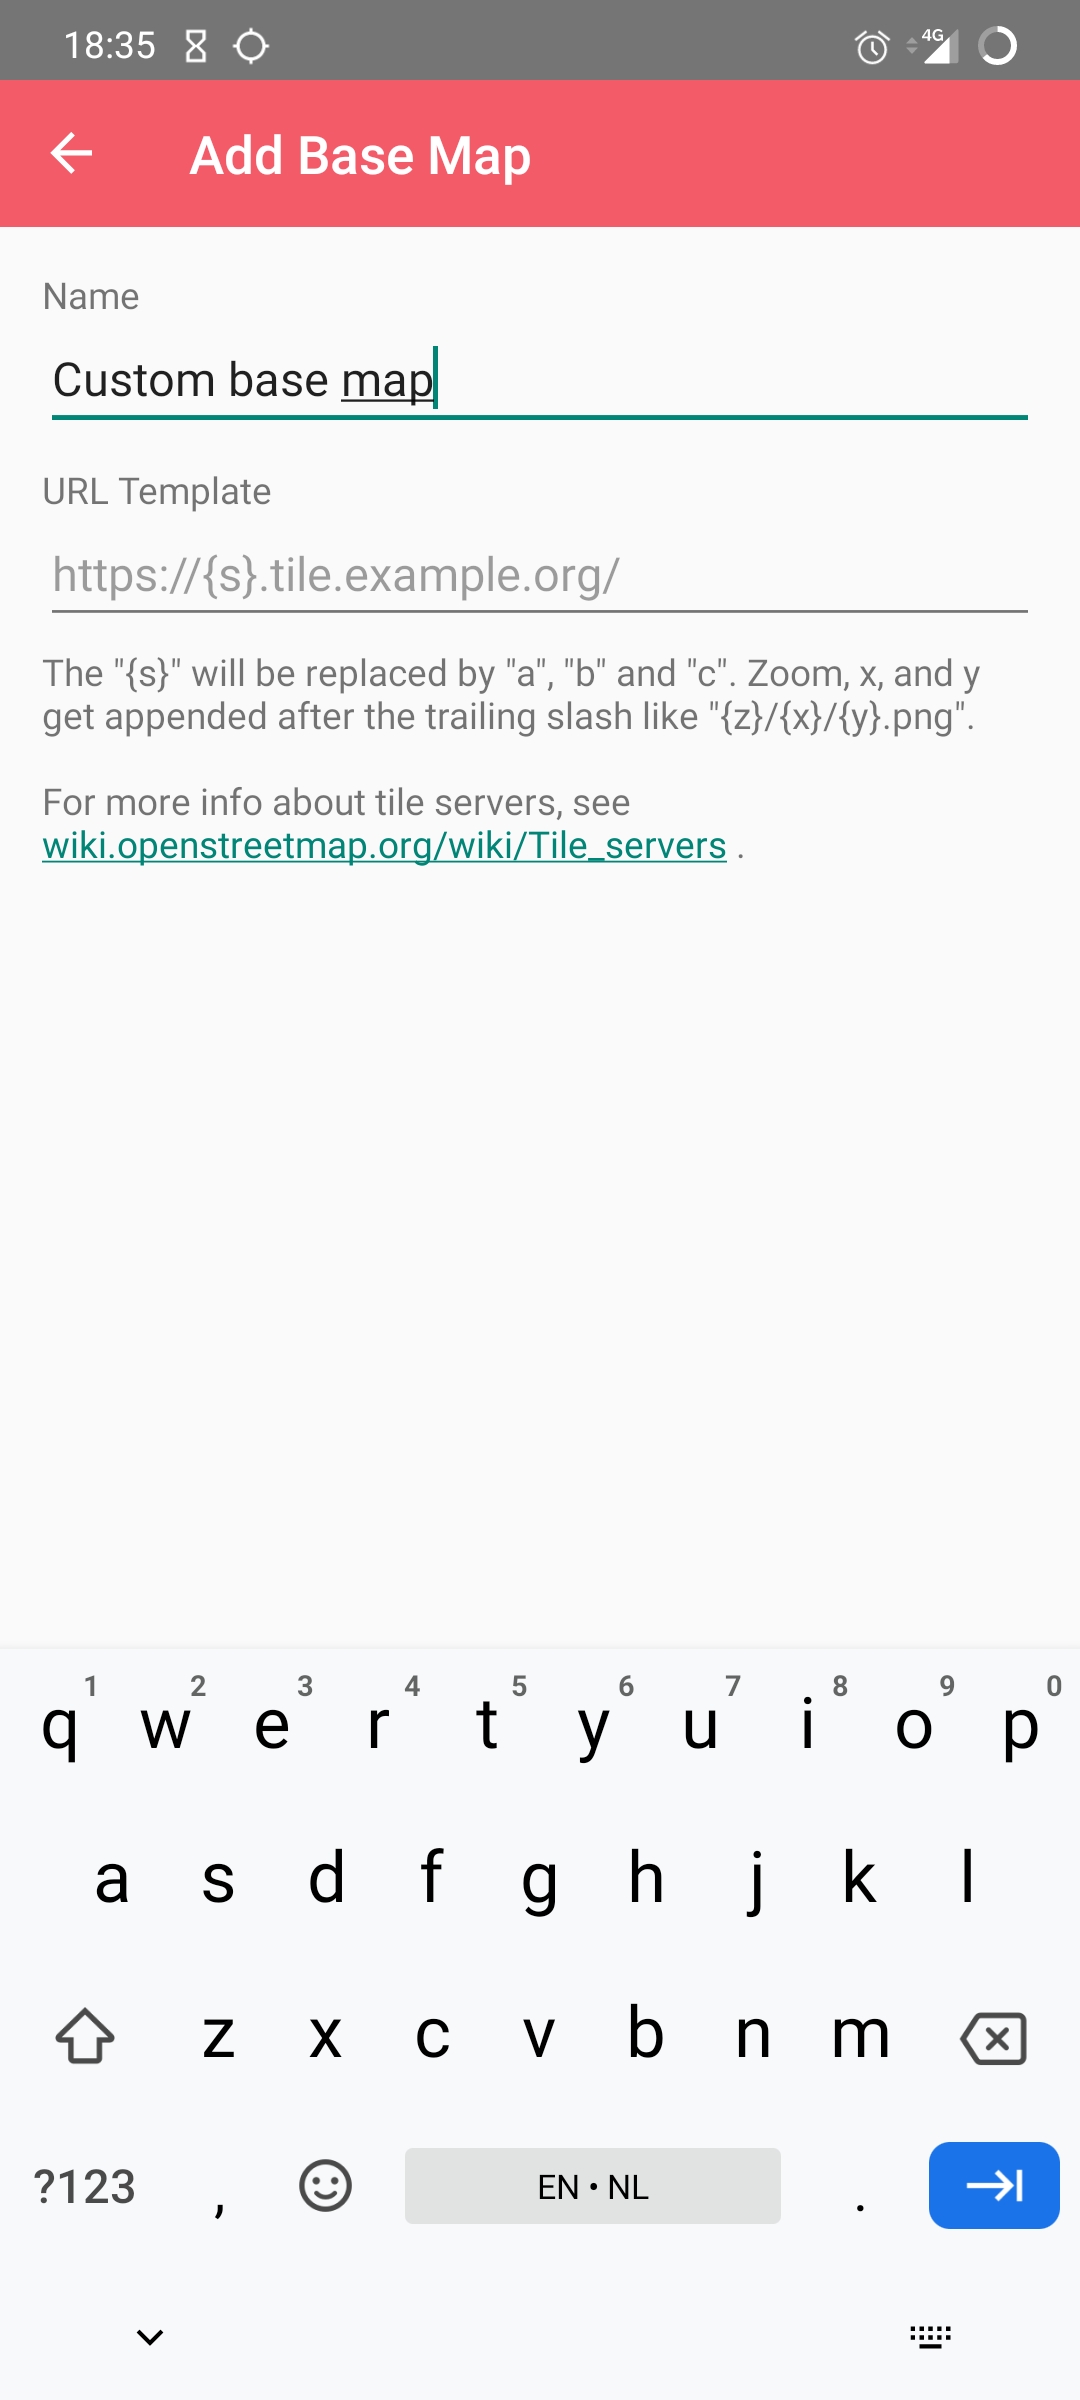 18:35
4G
Add Base Map
Name
Custom base map
URL Template
https://{s}.tile.example.org/
The "{s}" will be replaced by "a", "b" and "c". Zoom, x, and y
get appended after the trailing slash like "{z}/{x}/{y}.png".
For more info about tile servers, see
wiki.openstreetmap.org/wiki/Tile_servers .
1 2 3 4 5 6 7 8 9 0
q w e r t y u i o p
a s d f g h j k l
z x c v b n m
?123 , EN • NL .